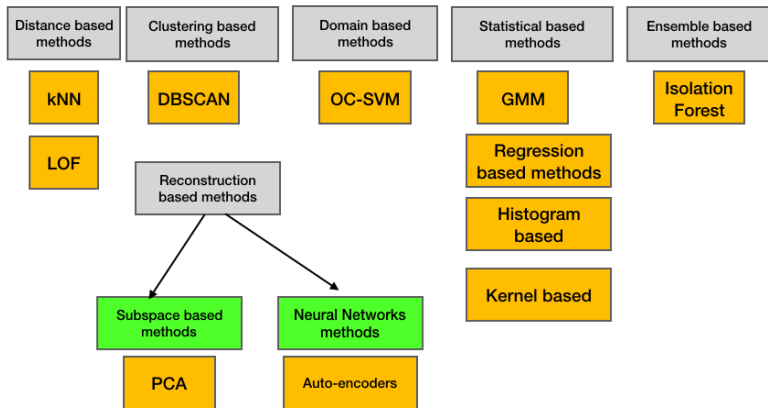 Distance based
methods
Clustering based
methods
Domain based
methods
Statistical based
methods
Ensemble based
methods
kNN
DBSCAN
OC-SVM
GMM
Isolation
Forest
LOF
Regression
based methods
Reconstruction
based methods
Histogram
based
Kernel based
Subspace based
methods
Neural Networks
methods
PCA
Auto-encoders